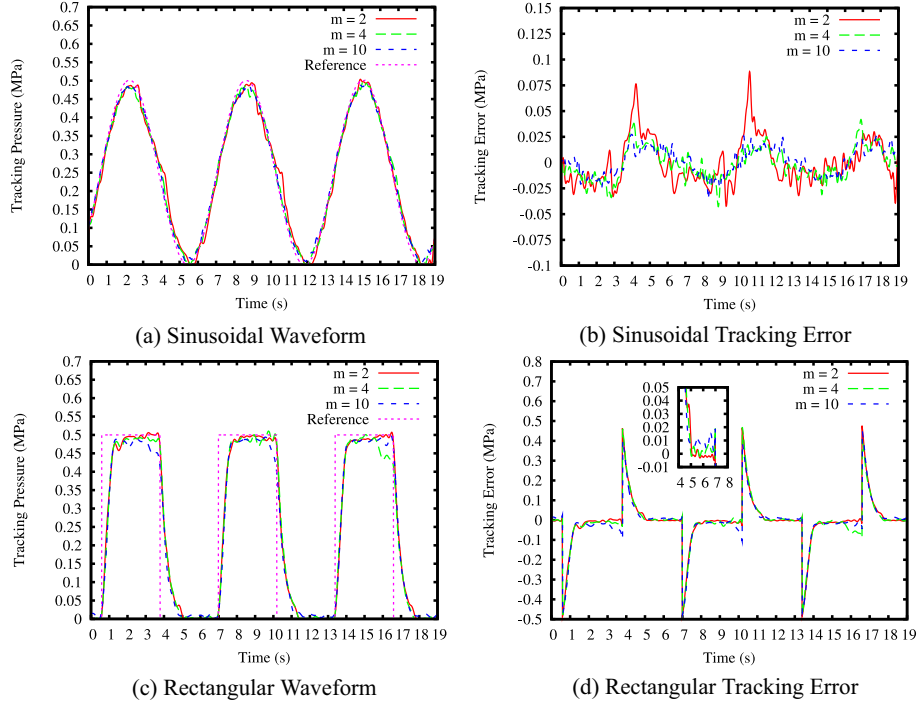 0.7
0.65
0.6
0.55
0.5
0.45
0.4
0.35
0.3
0.25
0.2
0.15
0.1
0.05
0
Tracking Pressure (MPa)
m = 2
m = 4
m = 10
Reference
0 1 2 3 4 5 6 7 8 9 10 11 12 13 14 15 16 17 18 19
Time (s)
(a) Sinusoidal Waveform
0.15
0.125
0.1
0.075
0.05
0.025
0
-0.025
-0.05
-0.075
-0.1
Tracking Error (MPa)
m = 2
m = 4
m = 10
0 1 2 3 4 5 6 7 8 9 10 11 12 13 14 15 16 17 18 19
Time (s)
(b) Sinusoidal Tracking Error
0.7
0.65
0.6
0.55
0.5
0.45
0.4
0.35
0.3
0.25
0.2
0.15
0.1
0.05
0
Tracking Pressure (MPa)
m = 2
m = 4
m = 10
Reference
0 1 2 3 4 5 6 7 8 9 10 11 12 13 14 15 16 17 18 19
Time (s)
(c) Rectangular Waveform
0.8
0.7
0.6
0.5
0.4
0.3
0.2
0.1
0
-0.1
-0.2
-0.3
-0.4
-0.5
Tracking Error (MPa)
0.05
0.04
0.03
0.02
0.01
0
-0.01
4 5 6 7 8
m = 2
m = 4
m = 10
0 1 2 3 4 5 6 7 8 9 10 11 12 13 14 15 16 17 18 19
Time (s)
(d) Rectangular Tracking Error